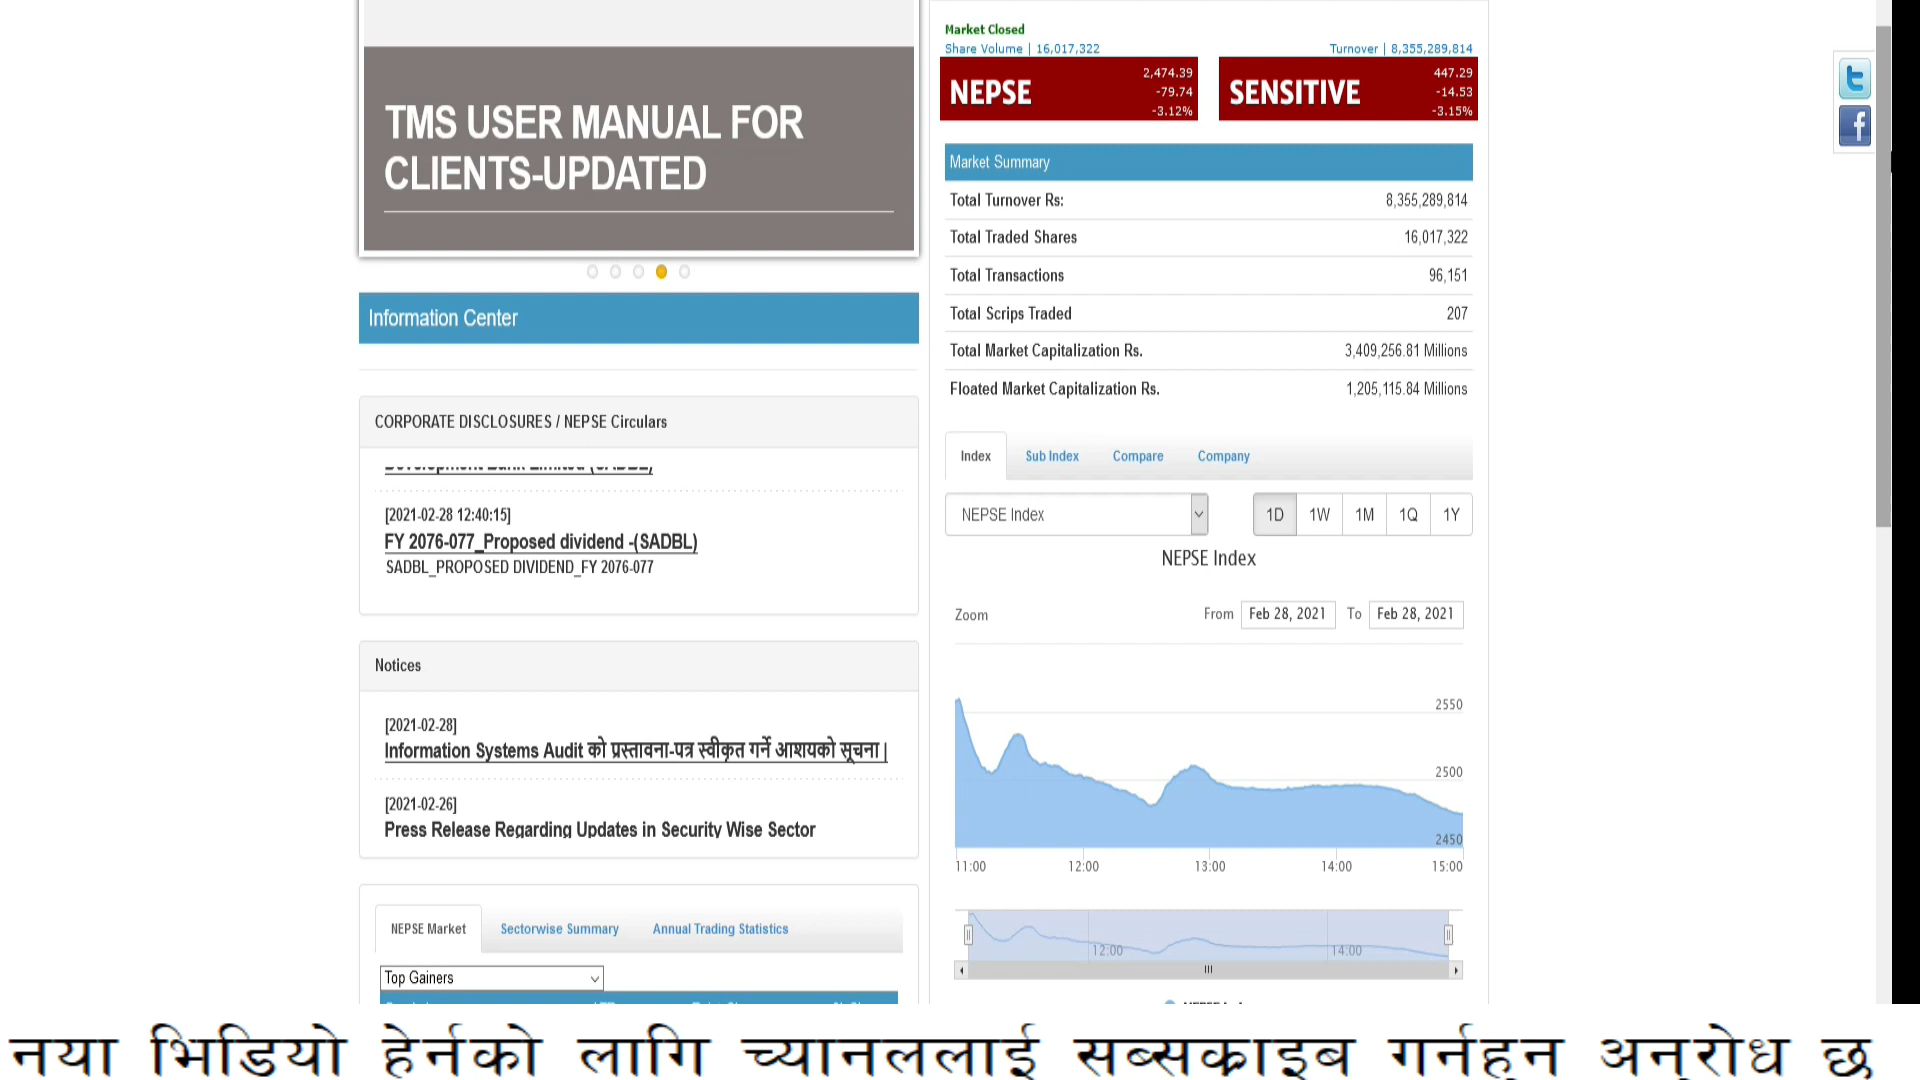 TMS USER MANUAL FOR
CLIENTS-UPDATED
Information Center
CORPORATE DISCLOSURES / NEPSE Circulars
[2021-02-28 12:40:15]
FY 2076-077_Proposed dividend -(SADBL)
SADBL_PROPOSED DIVIDEND_FY 2076-077
Notices
[2021-02-28]
Information Systems Audit को प्रस्तावना-पत्र स्वीकृत गर्ने आशयको सूचना |
[2021-02-26]
Press Release Regarding Updates in Security Wise Sector
NEPSE Market Sectorwise Summary Annual Trading Statistics
Top Gainers
Market Closed
Share Volume | 16,017,322 Turnover | 8,355,289,814
NEPSE 2,474.39 -79.74 -3.12%
SENSITIVE 447.29 -14.53 -3.15%
Market Summary
Total Turnover Rs: 8,355,289,814
Total Traded Shares 16,017,322
Total Transactions 96,151
Total Scrips Traded 207
Total Market Capitalization Rs. 3,409,256.81 Millions
Floated Market Capitalization Rs. 1,205,115.84 Millions
Index Sub Index Compare Company
NEPSE Index 1D 1W 1M 1Q 1Y
NEPSE Index
Zoom From Feb 28, 2021 To Feb 28, 2021
2550
2500
2450
11:00 12:00 13:00 14:00 15:00
12:00 14:00
नया भिडियो हेर्नको लागि च्यानललाई सब्सक्राइब गर्नहुन अनुरोध छ